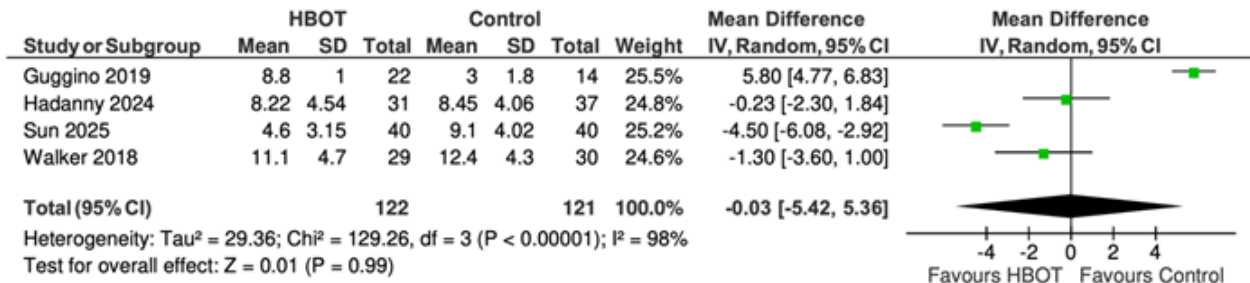 HBOT Control Mean Difference Mean Difference
Study or Subgroup Mean SD Total Mean SD Total Weight IV, Random, 95% CI IV, Random, 95% CI
Guggino 2019 8.8 1 22 3 1.8 14 25.5% 5.80 [4.77, 6.83]
Hadanny 2024 8.22 4.54 31 8.45 4.06 37 24.8% -0.23 [-2.30, 1.84]
Sun 2025 4.6 3.15 40 9.1 4.02 40 25.2% -4.50 [-6.08, -2.92]
Walker 2018 11.1 4.7 29 12.4 4.3 30 24.6% -1.30 [-3.60, 1.00]
Total (95% CI) 122 121 100.0% -0.03 [-5.42, 5.36]
Heterogeneity: Tau² = 29.36; Chi² = 129.26, df = 3 (P < 0.00001); I² = 98%
Test for overall effect: Z = 0.01 (P = 0.99)
-4 -2 0 2 4
Favours HBOT Favours Control